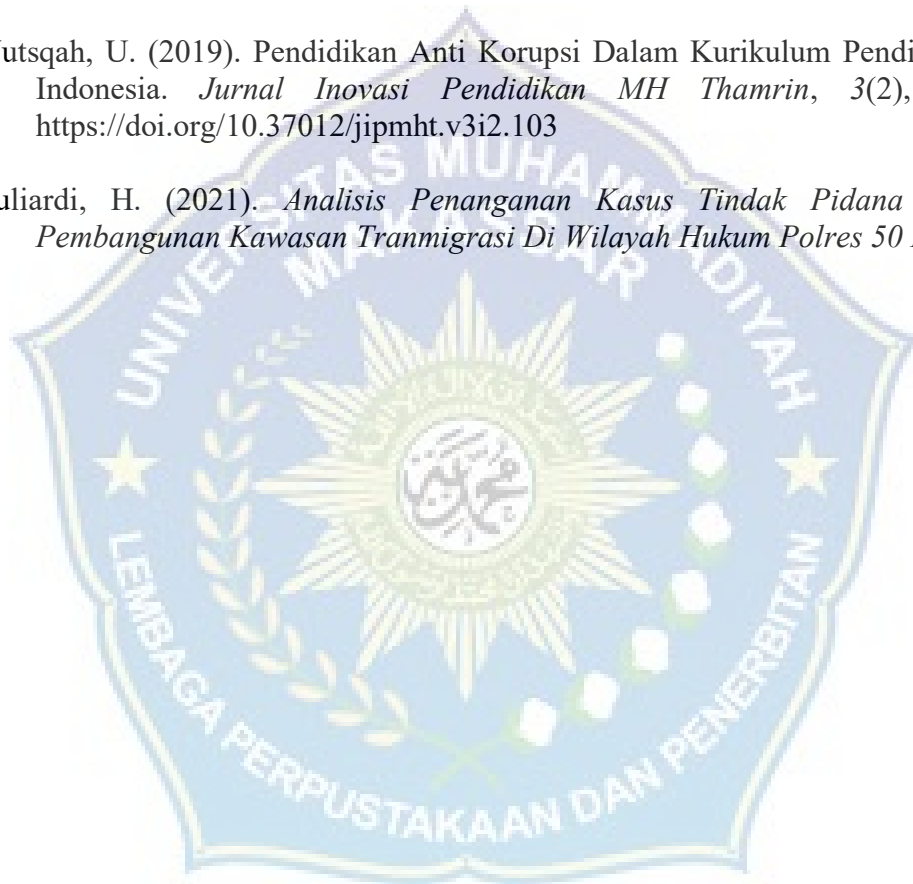 utsqah, U. (2019). Pendidikan Anti Korupsi Dalam Kurikulum Pendi
Indonesia. Jurnal Inovasi Pendidikan MH Thamrin, 3(2),
https://doi.org/10.37012/jipmht.v3i2.103
uliardi, H. (2021). Analisis Penanganan Kasus Tindak Pidana
Pembangunan Kawasan Tranmigrasi Di Wilayah Hukum Polres 50
UNIVERSITAS MUHAMMADIYAH
MAKASSAR
LEMBAGA PERPUSTAKAAN DAN PENERBITAN